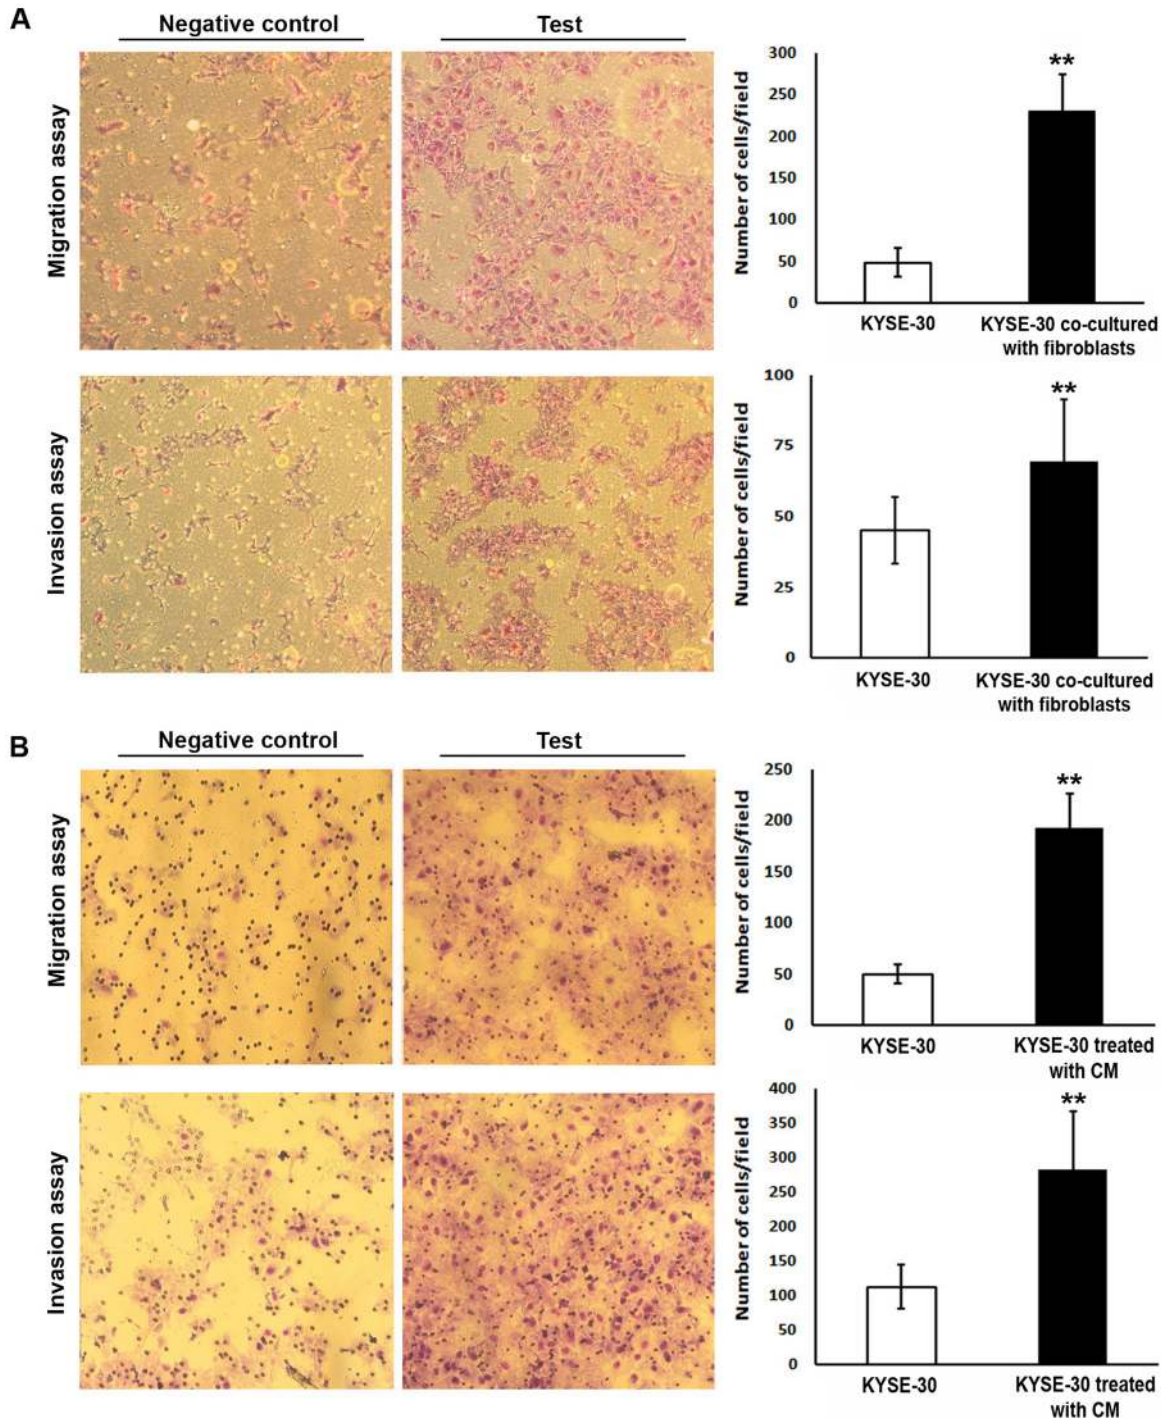 A
Negative control
Test
Migration assay
Number of cells/field
300
250
200
150
100
50
0
**
KYSE-30
KYSE-30 co-cultured
with fibroblasts
Invasion assay
Number of cells/field
100
75
50
25
0
**
KYSE-30
KYSE-30 co-cultured
with fibroblasts
B
Negative control
Test
Migration assay
Number of cells/field
250
200
150
100
50
0
**
KYSE-30
KYSE-30 treated
with CM
Invasion assay
Number of cells/field
400
350
300
250
200
150
100
50
0
**
KYSE-30
KYSE-30 treated
with CM